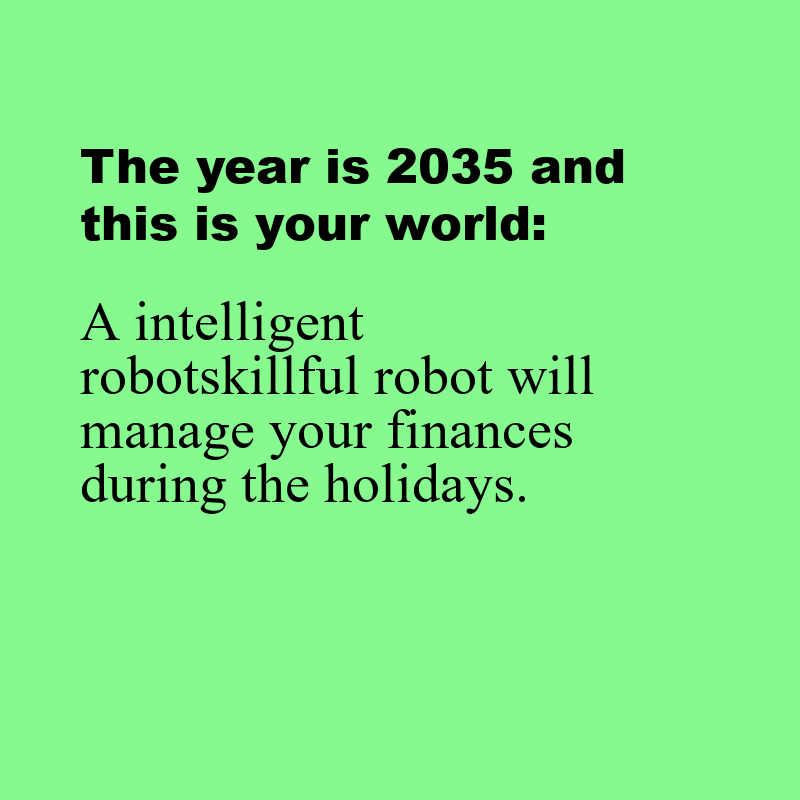 The year is 2035 and
this is your world:
A intelligent
robotskillful robot will
manage your finances
during the holidays.